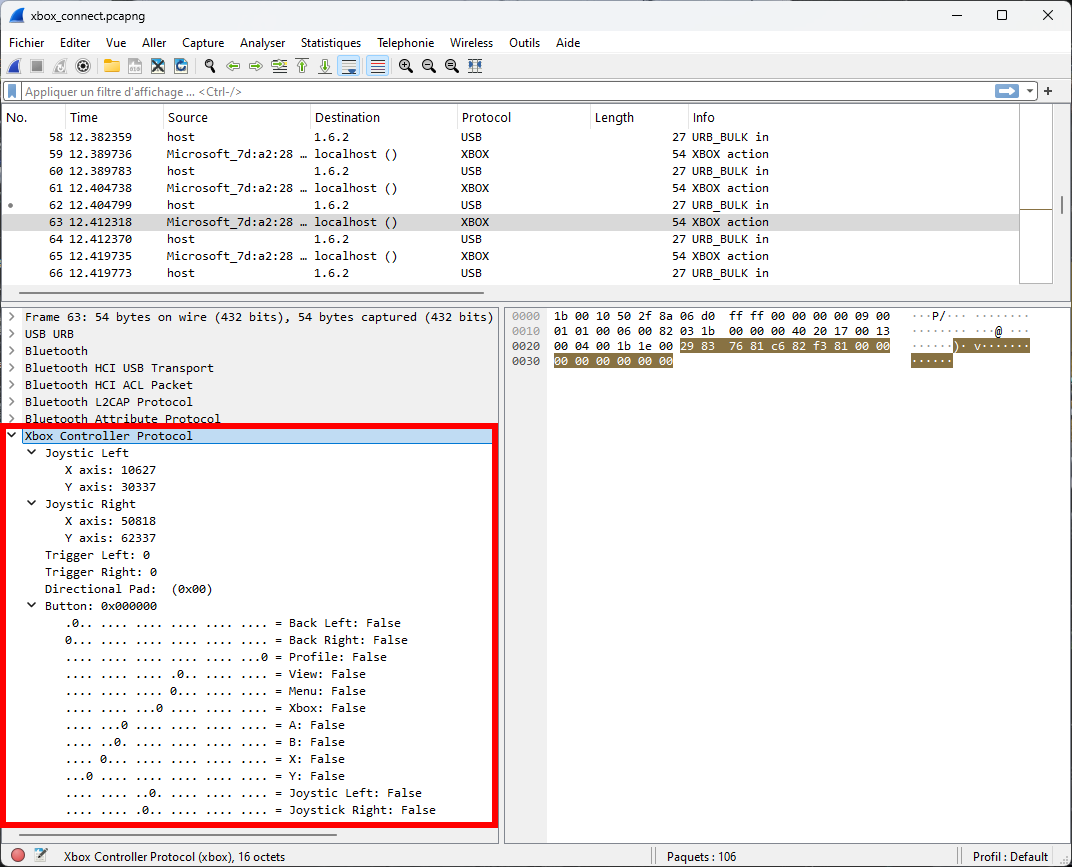 xbox_connect.pcapng
Fichier Editer Vue Aller Capture Analyser Statistiques Telephonie Wireless Outils Aide
Appliquer un filtre d'affichage ... <Ctrl-/>
No. Time Source Destination Protocol Length Info
58 12.382359 host 1.6.2 USB 27 URB_BULK in
59 12.389736 Microsoft_7d:a2:28 … localhost () XBOX 54 XBOX action
60 12.389783 host 1.6.2 USB 27 URB_BULK in
61 12.404738 Microsoft_7d:a2:28 … localhost () XBOX 54 XBOX action
62 12.404799 host 1.6.2 USB 27 URB_BULK in
63 12.412318 Microsoft_7d:a2:28 … localhost () XBOX 54 XBOX action
64 12.412370 host 1.6.2 USB 27 URB_BULK in
65 12.419735 Microsoft_7d:a2:28 … localhost () XBOX 54 XBOX action
66 12.419773 host 1.6.2 USB 27 URB_BULK in
Frame 63: 54 bytes on wire (432 bits), 54 bytes captured (432 bits)
USB URB
Bluetooth
Bluetooth HCI USB Transport
Bluetooth HCI ACL Packet
Bluetooth L2CAP Protocol
Bluetooth Attribute Protocol
Xbox Controller Protocol
Joystic Left
X axis: 10627
Y axis: 30337
Joystic Right
X axis: 50818
Y axis: 62337
Trigger Left: 0
Trigger Right: 0
Directional Pad:  (0x00)
Button: 0x000000
.0.. .... .... .... .... .... = Back Left: False
0... .... .... .... .... .... = Back Right: False
.... .... .... .... .... ...0 = Profile: False
.... .... .... .0.. .... .... = View: False
.... .... .... 0... .... .... = Menu: False
.... .... ...0 .... .... .... = Xbox: False
.... ...0 .... .... .... .... = A: False
.... ..0. .... .... .... .... = B: False
.... 0... .... .... .... .... = X: False
...0 .... .... .... .... .... = Y: False
.... .... ..0. .... .... .... = Joystic Left: False
.... .... .0.. .... .... .... = Joystick Right: False
0000 1b 00 10 50 2f 8a 06 d0 ff ff 00 00 00 00 09 00 ···P/··· ········
0010 01 01 00 06 00 82 03 1b 00 00 00 40 20 17 00 13 ········ ···@ ···
0020 00 04 00 1b 1e 00 29 83 76 81 c6 82 f3 81 00 00 ······)· v·······
0030 00 00 00 00 00 00 ······
Xbox Controller Protocol (xbox), 16 octets
Paquets : 106
Profil : Default